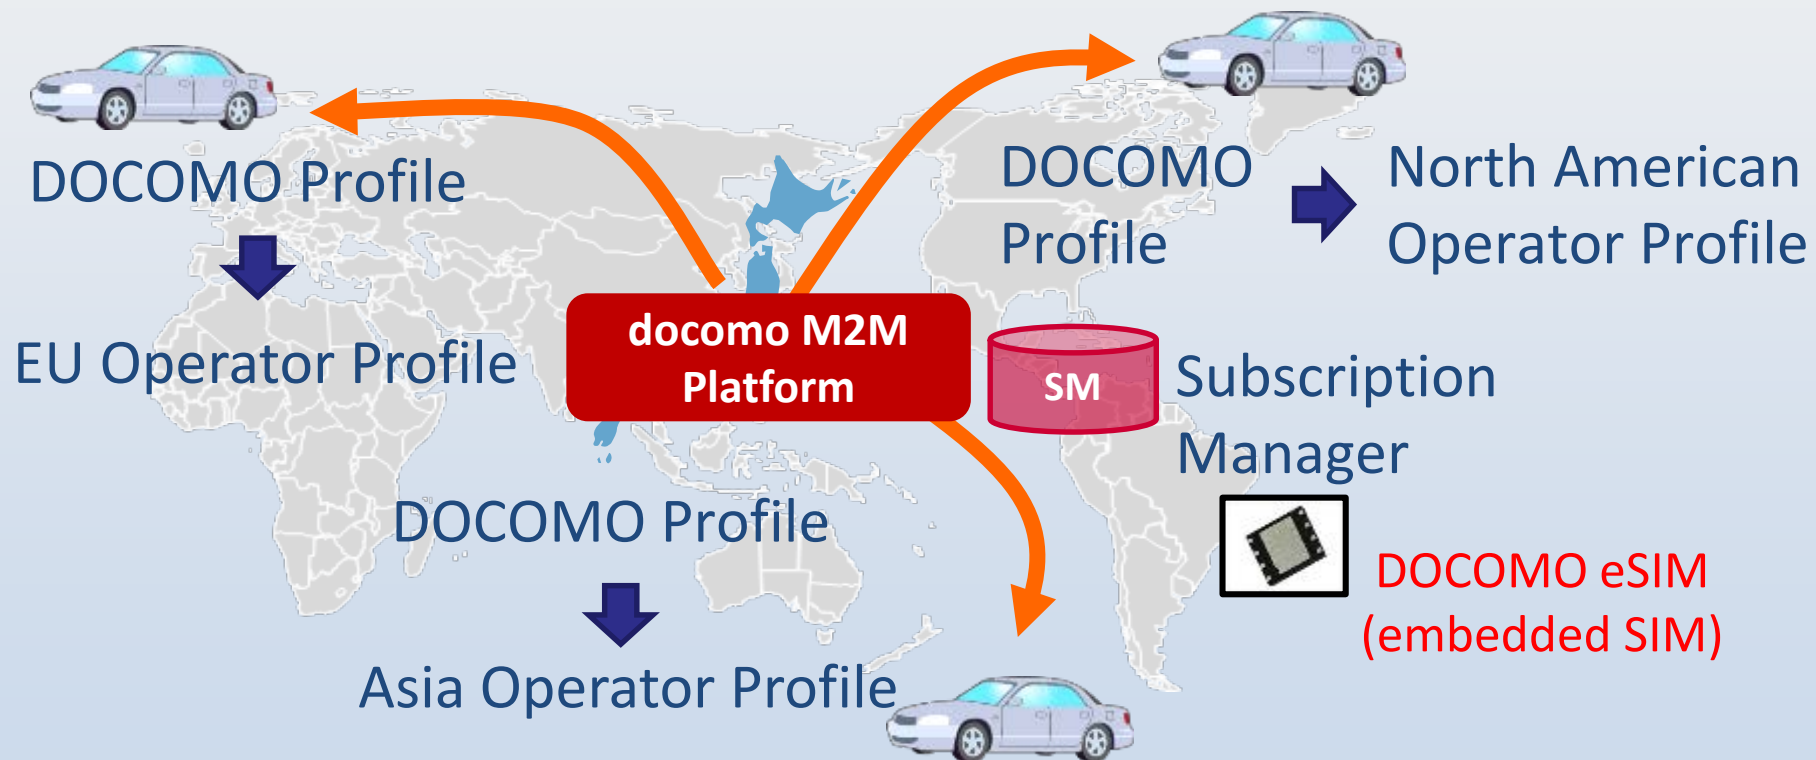 DOCOMO Profile
EU Operator Profile
DOCOMO
Profile
North American
Operator Profile
docomo M2M
Platform
SM
Subscription
Manager
DOCOMO Profile
Asia Operator Profile
DOCOMO eSIM
(embedded SIM)